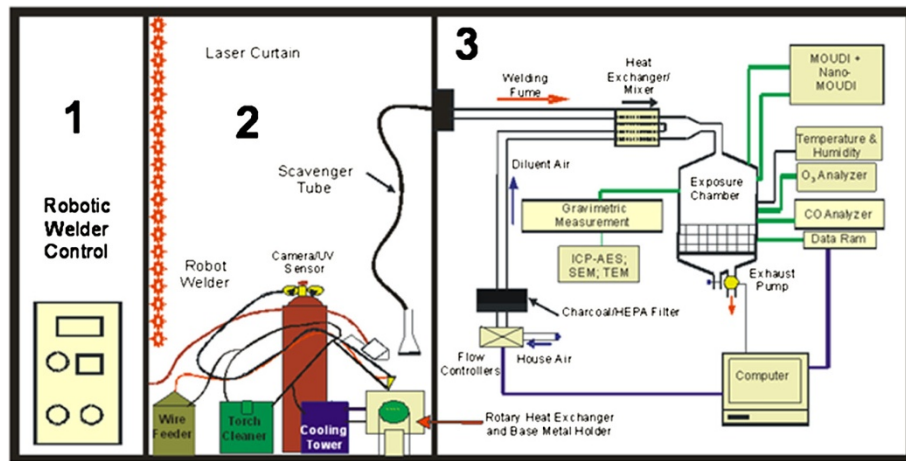 1
Robotic
Welder
Control
2
Laser Curtain
Scavenger
Tube
Camera/UV
Sensor
Robot
Welder
Wire
Feeder
Torch
Cleaner
Cooling
Tower
Rotary Heat Exchanger
and Base Metal Holder
3
Welding
Fume
Heat
Exchanger/
Mixer
Diluent Air
Exposure
Chamber
MOUDI +
Nano-
MOUDI
Temperature &
Humidity
O3 Analyzer
CO Analyzer
Data Ram
Gravimetric
Measurement
ICP-AES;
SEM; TEM
Exhaust
Pump
Charcoal/HEPA Filter
House Air
Flow
Controllers
Computer